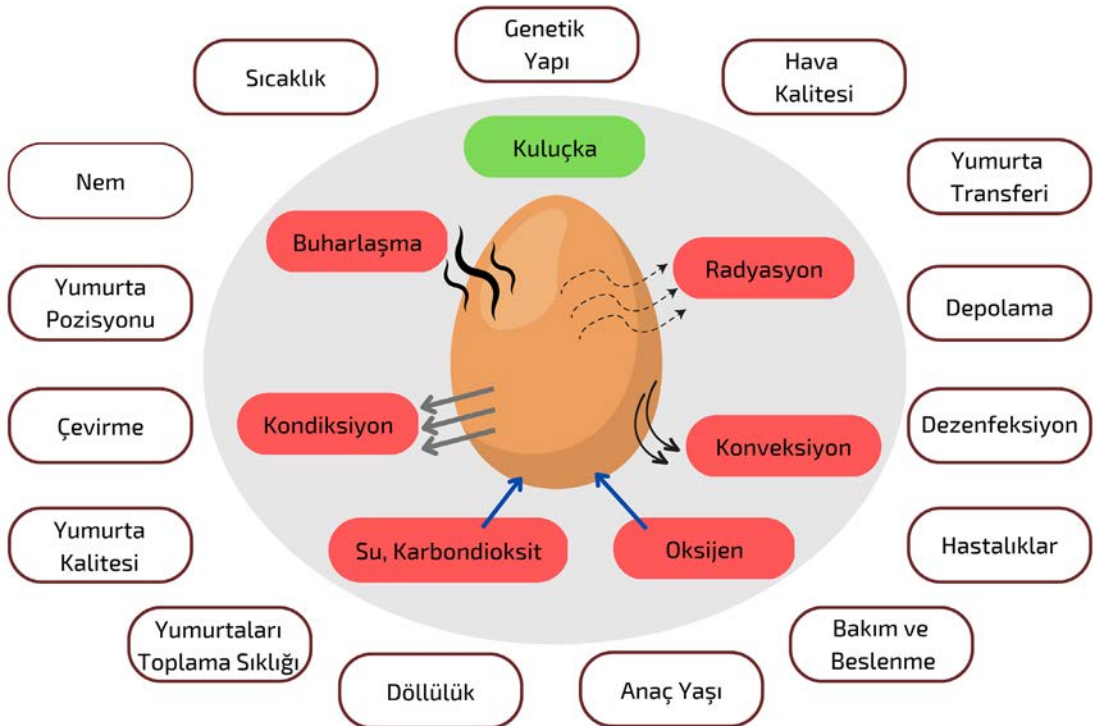 Genetik
Yapı
Sıcaklık
Hava
Kalitesi
Kuluçka
Nem
Yumurta
Transferi
Buharlaşma
Radyasyon
Yumurta
Pozisyonu
Depolama
Çevirme
Kondiksiyon
Konveksiyon
Dezenfeksiyon
Yumurta
Kalitesi
Su, Karbondioksit
Oksijen
Hastalıklar
Yumurtaları
Toplama Sıklığı
Bakım ve
Beslenme
Döllülük
Anaç Yaşı